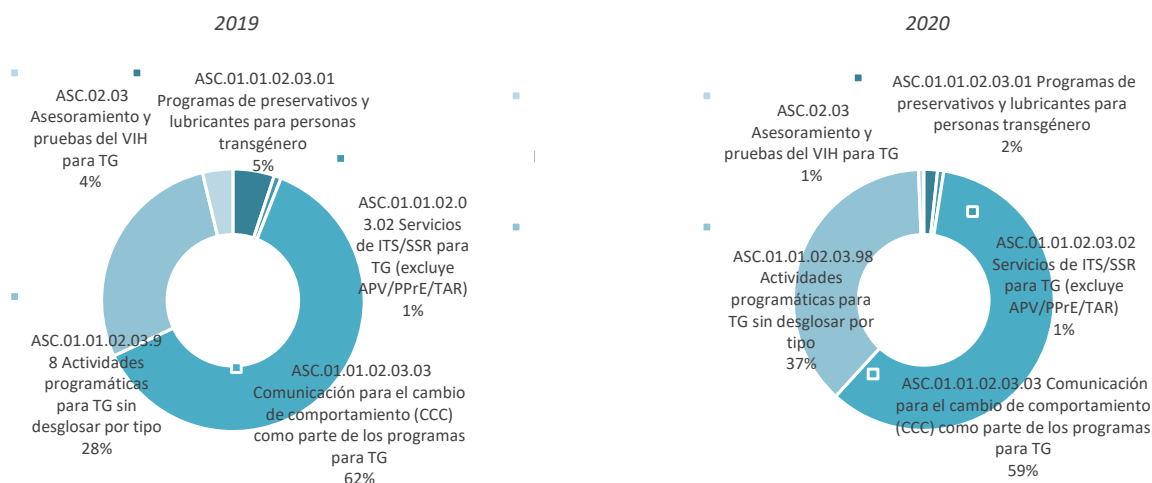 2019
ASC.02.03
Asesoramiento y
pruebas del VIH
para TG
4%
ASC.01.01.02.03.01
Programas de preservativos y
lubricantes para personas
transgénero
5%
ASC.01.01.02.0
3.02 Servicios
de ITS/SSR para
TG (excluye
APV/PPrE/TAR)
1%
ASC.01.01.02.03.9
8 Actividades
programáticas
para TG sin
desglosar por tipo
28%
ASC.01.01.02.03.03
Comunicación para el cambio
de comportamiento (CCC)
como parte de los programas
para TG
62%
2020
ASC.02.03
Asesoramiento y
pruebas del VIH para TG
1%
ASC.01.01.02.03.01 Programas de
preservativos y lubricantes para
personas transgénero
2%
ASC.01.01.02.03.02
Servicios de ITS/SSR
para TG (excluye
APV/PPrE/TAR)
1%
ASC.01.01.02.03.98
Actividades
programáticas para
TG sin desglosar por
tipo
37%
ASC.01.01.02.03.03 Comunicación
para el cambio de comportamiento
(CCC) como parte de los programas
para TG
59%